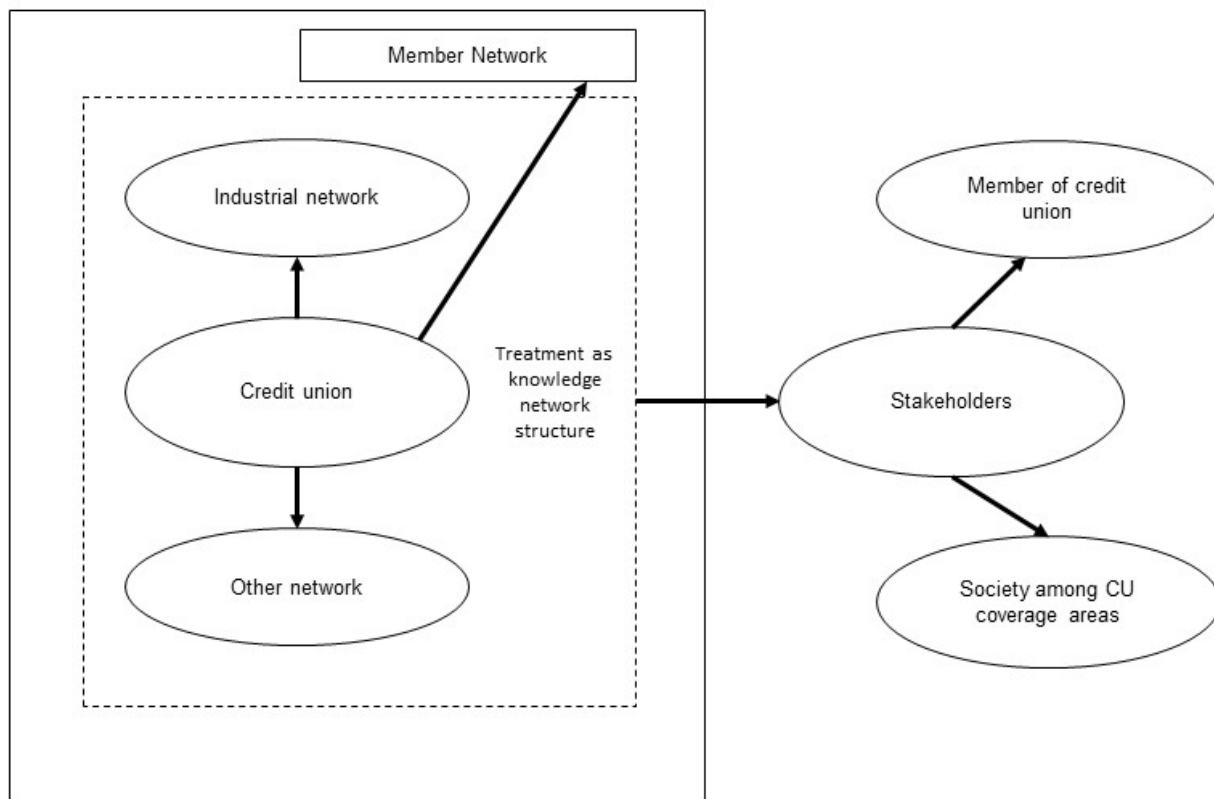 Member Network
Industrial network
Member of credit
union
Credit union
Treatment as
knowledge
network
structure
Stakeholders
Other network
Society among CU
coverage areas